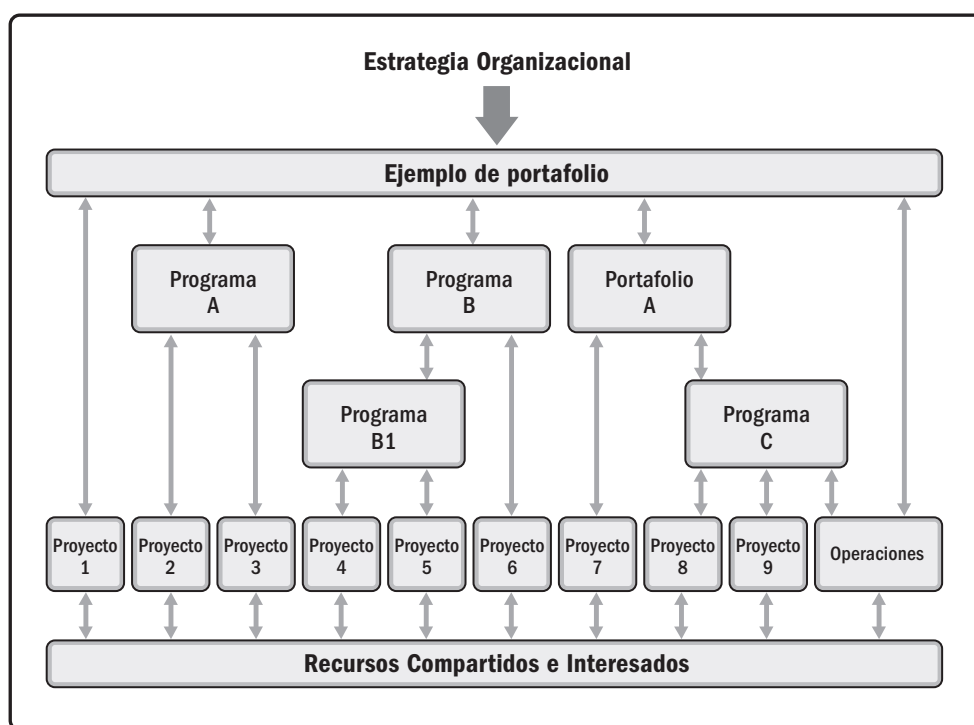 Estrategia Organizacional
Ejemplo de portafolio
Programa
A
Programa
B
Portafolio
A
Programa
B1
Programa
C
Proyecto
1
Proyecto
2
Proyecto
3
Proyecto
4
Proyecto
5
Proyecto
6
Proyecto
7
Proyecto
8
Proyecto
9
Operaciones
Recursos Compartidos e Interesados